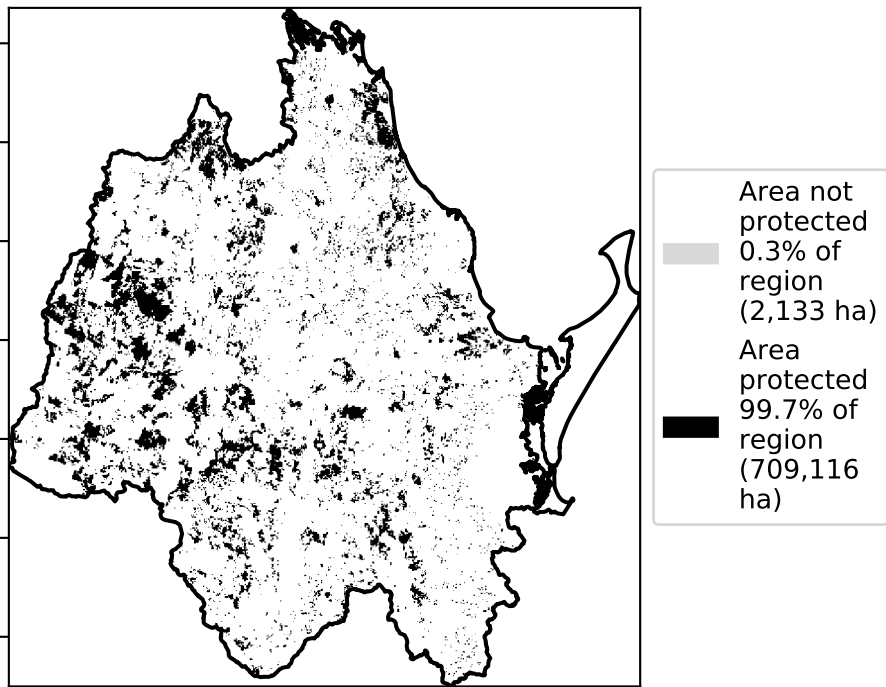 Area not
protected
0.3% of
region
(2,133 ha)
Area
protected
99.7% of
region
(709,116
ha)